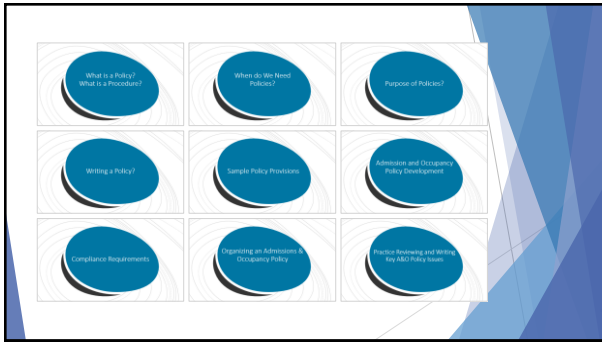 What is a Policy?
What is a Procedure?
When do We Need
Policies?
Purpose of Policies?
Writing a Policy?
Sample Policy Provisions
Admission and Occupancy
Policy Development
Compliance Requirements
Organizing an Admissions &
Occupancy Policy
Practice Reviewing and Writing
Key A&O Policy Issues